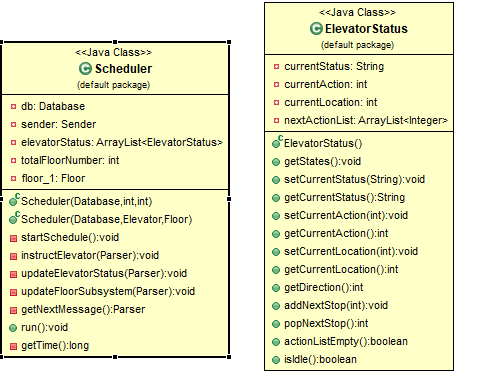 <<Java Class>>
Scheduler
(default package)
db: Database
sender: Sender
elevatorStatus: ArrayList<ElevatorStatus>
totalFloorNumber: int
floor_1: Floor
Scheduler(Database,int,int)
Scheduler(Database,Elevator,Floor)
startSchedule():void
instructElevator(Parser):void
updateElevatorStatus(Parser):void
updateFloorSubsystem(Parser):void
getNextMessage():Parser
run():void
getTime():long
<<Java Class>>
ElevatorStatus
(default package)
currentStatus: String
currentAction: int
currentLocation: int
nextActionList: ArrayList<Integer>
ElevatorStatus()
getStates():void
setCurrentStatus(String):void
getCurrentStatus():String
setCurrentAction(int):void
getCurrentAction():int
setCurrentLocation(int):void
getCurrentLocation():int
getDirection():int
addNextStop(int):void
popNextStop():int
actionListEmpty():boolean
isIdle():boolean